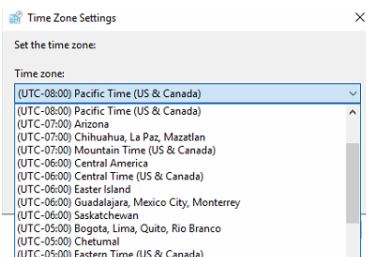 Time Zone Settings
Set the time zone:
Time zone:
(UTC-08:00) Pacific Time (US & Canada)
(UTC-08:00) Pacific Time (US & Canada)
(UTC-07:00) Arizona
(UTC-07:00) Chihuahua, La Paz, Mazatlan
(UTC-07:00) Mountain Time (US & Canada)
(UTC-06:00) Central America
(UTC-06:00) Central Time (US & Canada)
(UTC-06:00) Easter Island
(UTC-06:00) Guadalajara, Mexico City, Monterrey
(UTC-06:00) Saskatchewan
(UTC-05:00) Bogota, Lima, Quito, Rio Branco
(UTC-05:00) Chetumal
(UTC-05:00) Eastern Time (US & Canada)